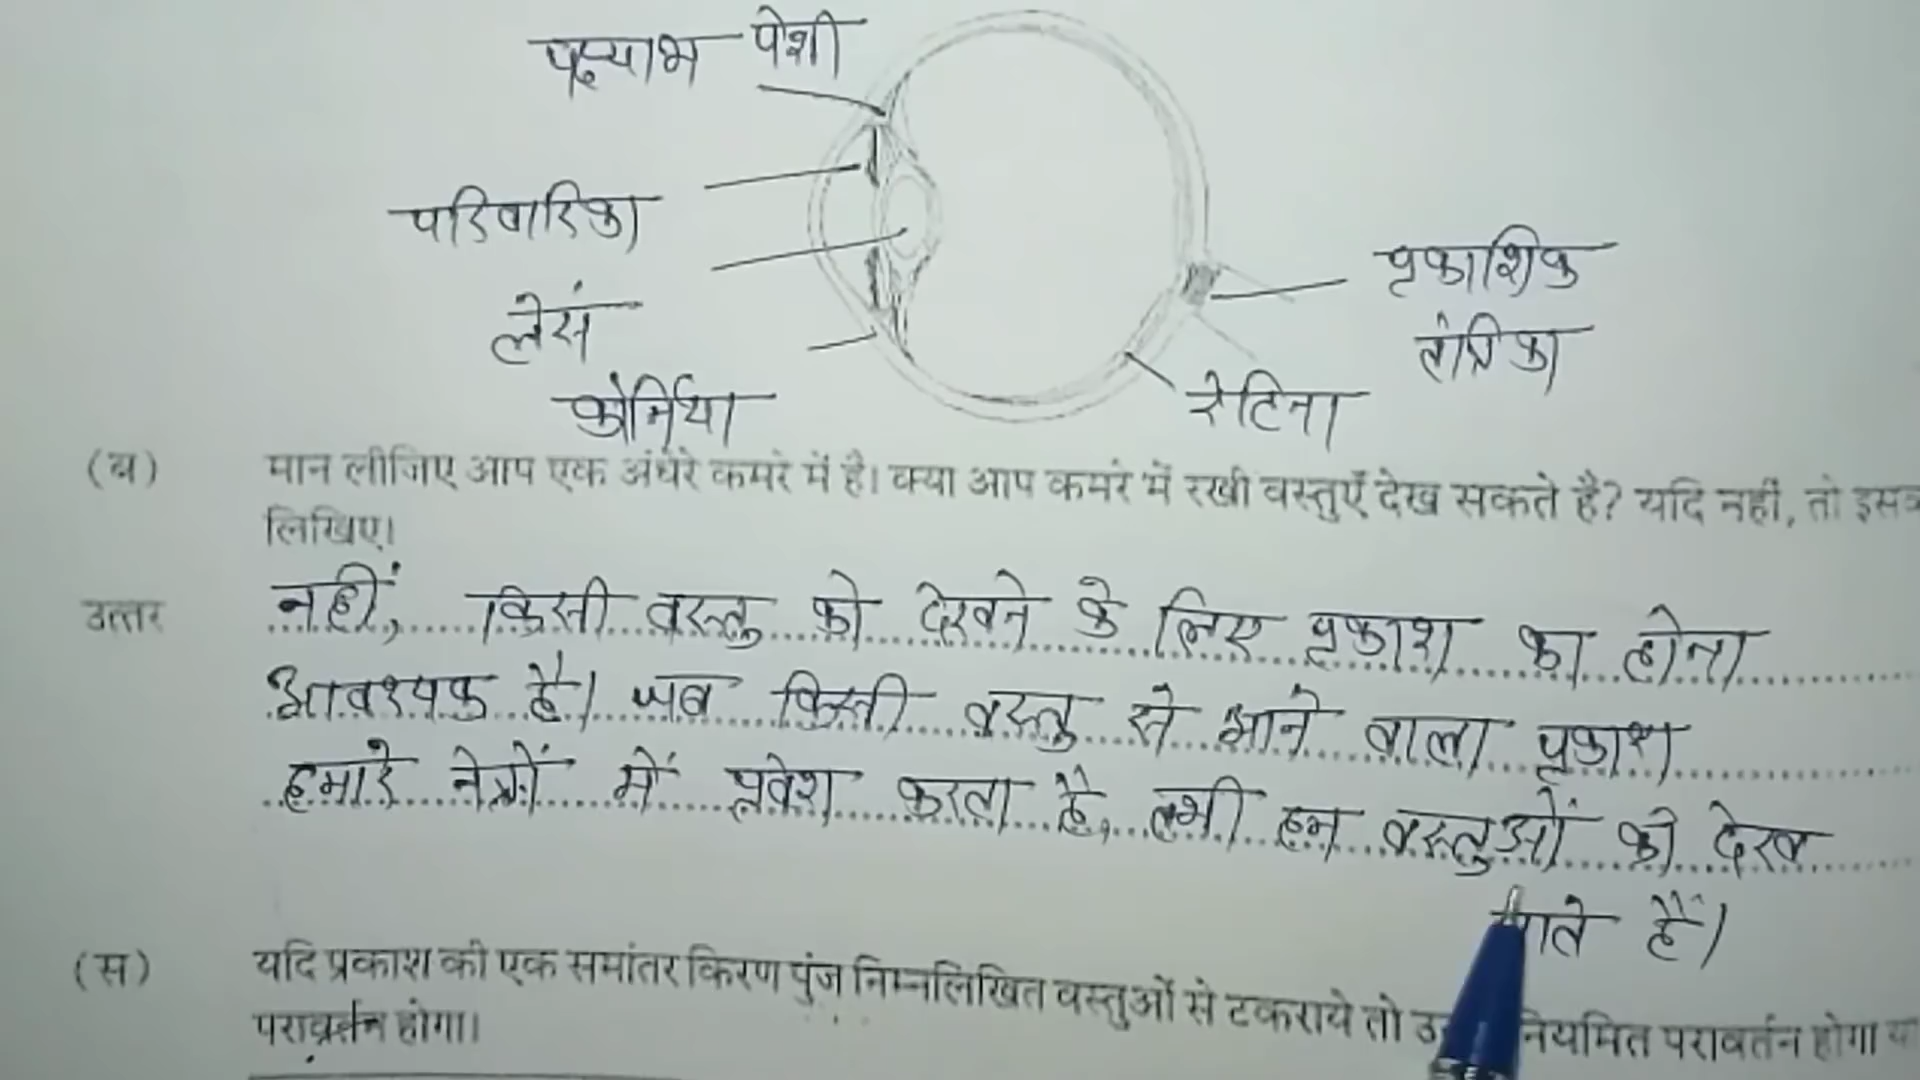 पक्ष्याभ पेशी
परितारिका
लेंस
कोर्निया
प्रकाशिक
तंत्रिका
रेटिना
(ब) मान लीजिए आप एक अंधेरे कमरे में है। क्या आप कमरे में रखी वस्तुएँ देख सकते है? यदि नहीं, तो
लिखिए।
उत्तर नहीं, किसी वस्तु को देखने के लिए प्रकाश का होना
आवश्यक है। जब किसी वस्तु से आने वाला प्रकाश
हमारे नेत्रों में प्रवेश करता है, तभी हम वस्तुओं को देख
पाते हैं।
(स) यदि प्रकाश की एक समांतर किरण पुंज निम्नलिखित वस्तुओं से टकराये तो नियमित परावर्तन होगा
परावर्तन होगा।